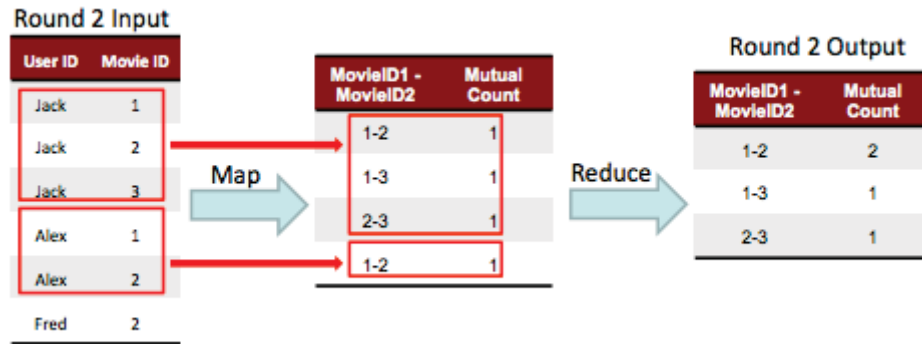 Round 2 Input
User ID Movie ID
Jack 1
Jack 2
Jack 3
Alex 1
Alex 2
Fred 2
Map
MovieID1 - Mutual
MovieID2 Count
1-2 1
1-3 1
2-3 1
1-2 1
Reduce
Round 2 Output
MovieID1 - Mutual
MovieID2 Count
1-2 2
1-3 1
2-3 1